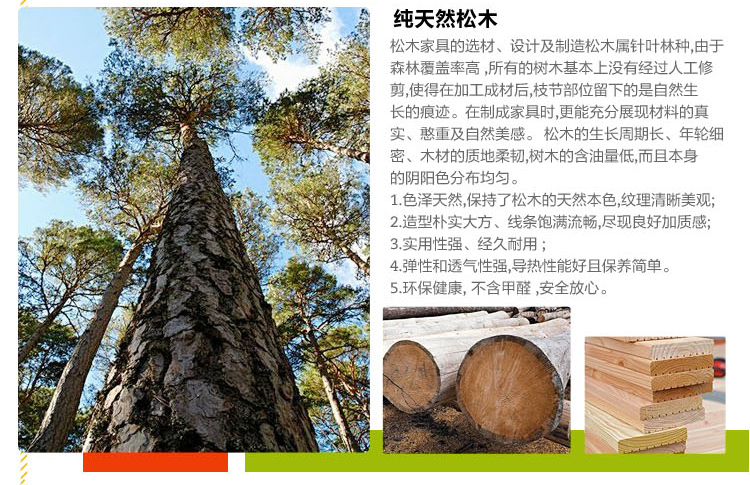 纯天然松木
松木家具的选材、设计及制造松木属针叶林种,由于
森林覆盖率高 ,所有的树木基本上没有经过人工修
剪,使得在加工成材后,枝节部位留下的是自然生
长的痕迹。在制成家具时,更能充分展现材料的真
实、憨重及自然美感。 松木的生长周期长、年轮细
密、木材的质地柔韧,树木的含油量低,而且本身
的阴阳色分布均匀。
1.色泽天然,保持了松木的天然本色,纹理清晰美观;
2.造型朴实大方、线条饱满流畅,尽现良好加质感;
3.实用性强、经久耐用 ;
4.弹性和透气性强,导热性能好且保养简单。
5.环保健康, 不含甲醛 ,安全放心。